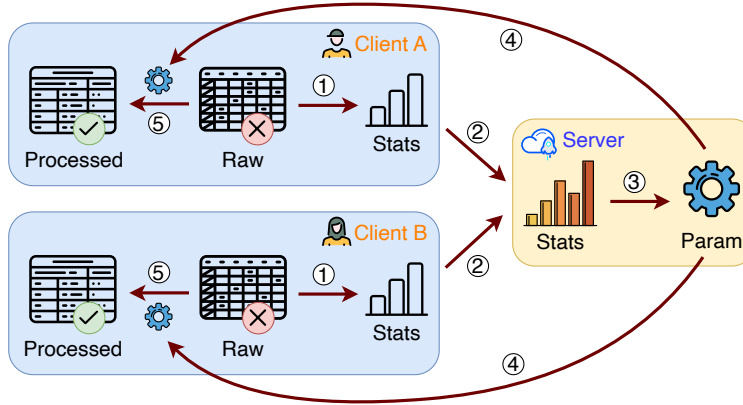 ④
Client A
①
⑤
Processed
Raw
Stats
②
Server
③
Stats
Param
Client B
⑤
①
②
Processed
Raw
Stats
④